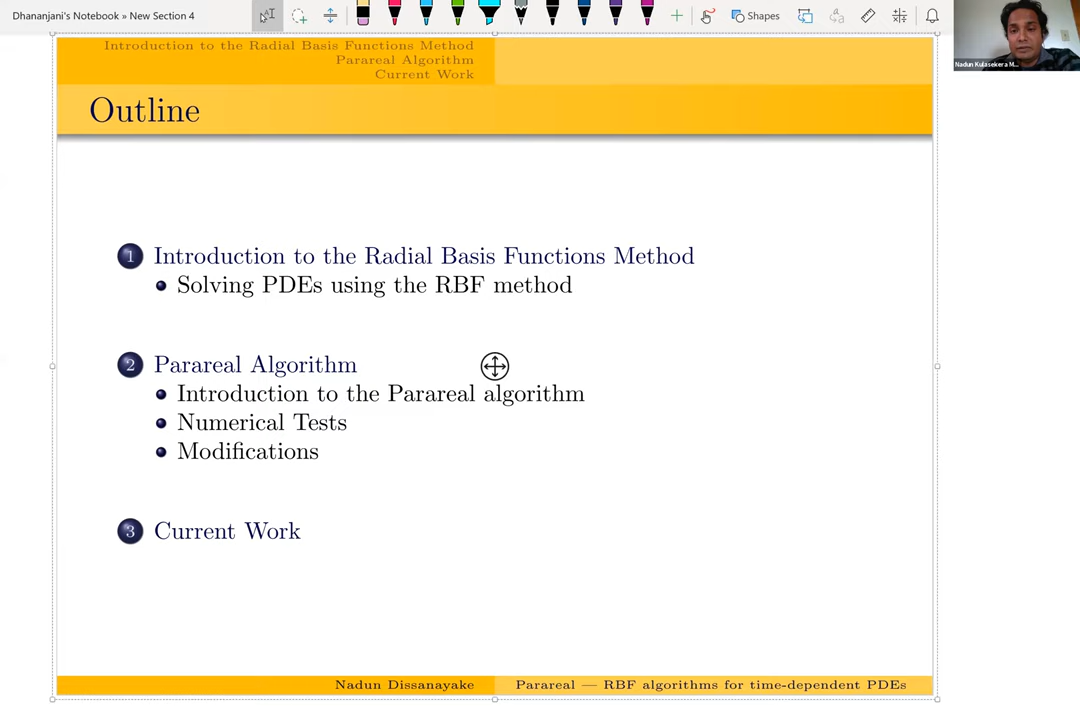 Dhananjani's Notebook » New Section 4
Shapes
Nadun Kulasekera M...
Introduction to the Radial Basis Functions Method
Parareal Algorithm
Current Work
Outline
1 Introduction to the Radial Basis Functions Method
Solving PDEs using the RBF method
2 Parareal Algorithm
Introduction to the Parareal algorithm
Numerical Tests
Modifications
3 Current Work
Nadun Dissanayake Parareal — RBF algorithms for time-dependent PDEs